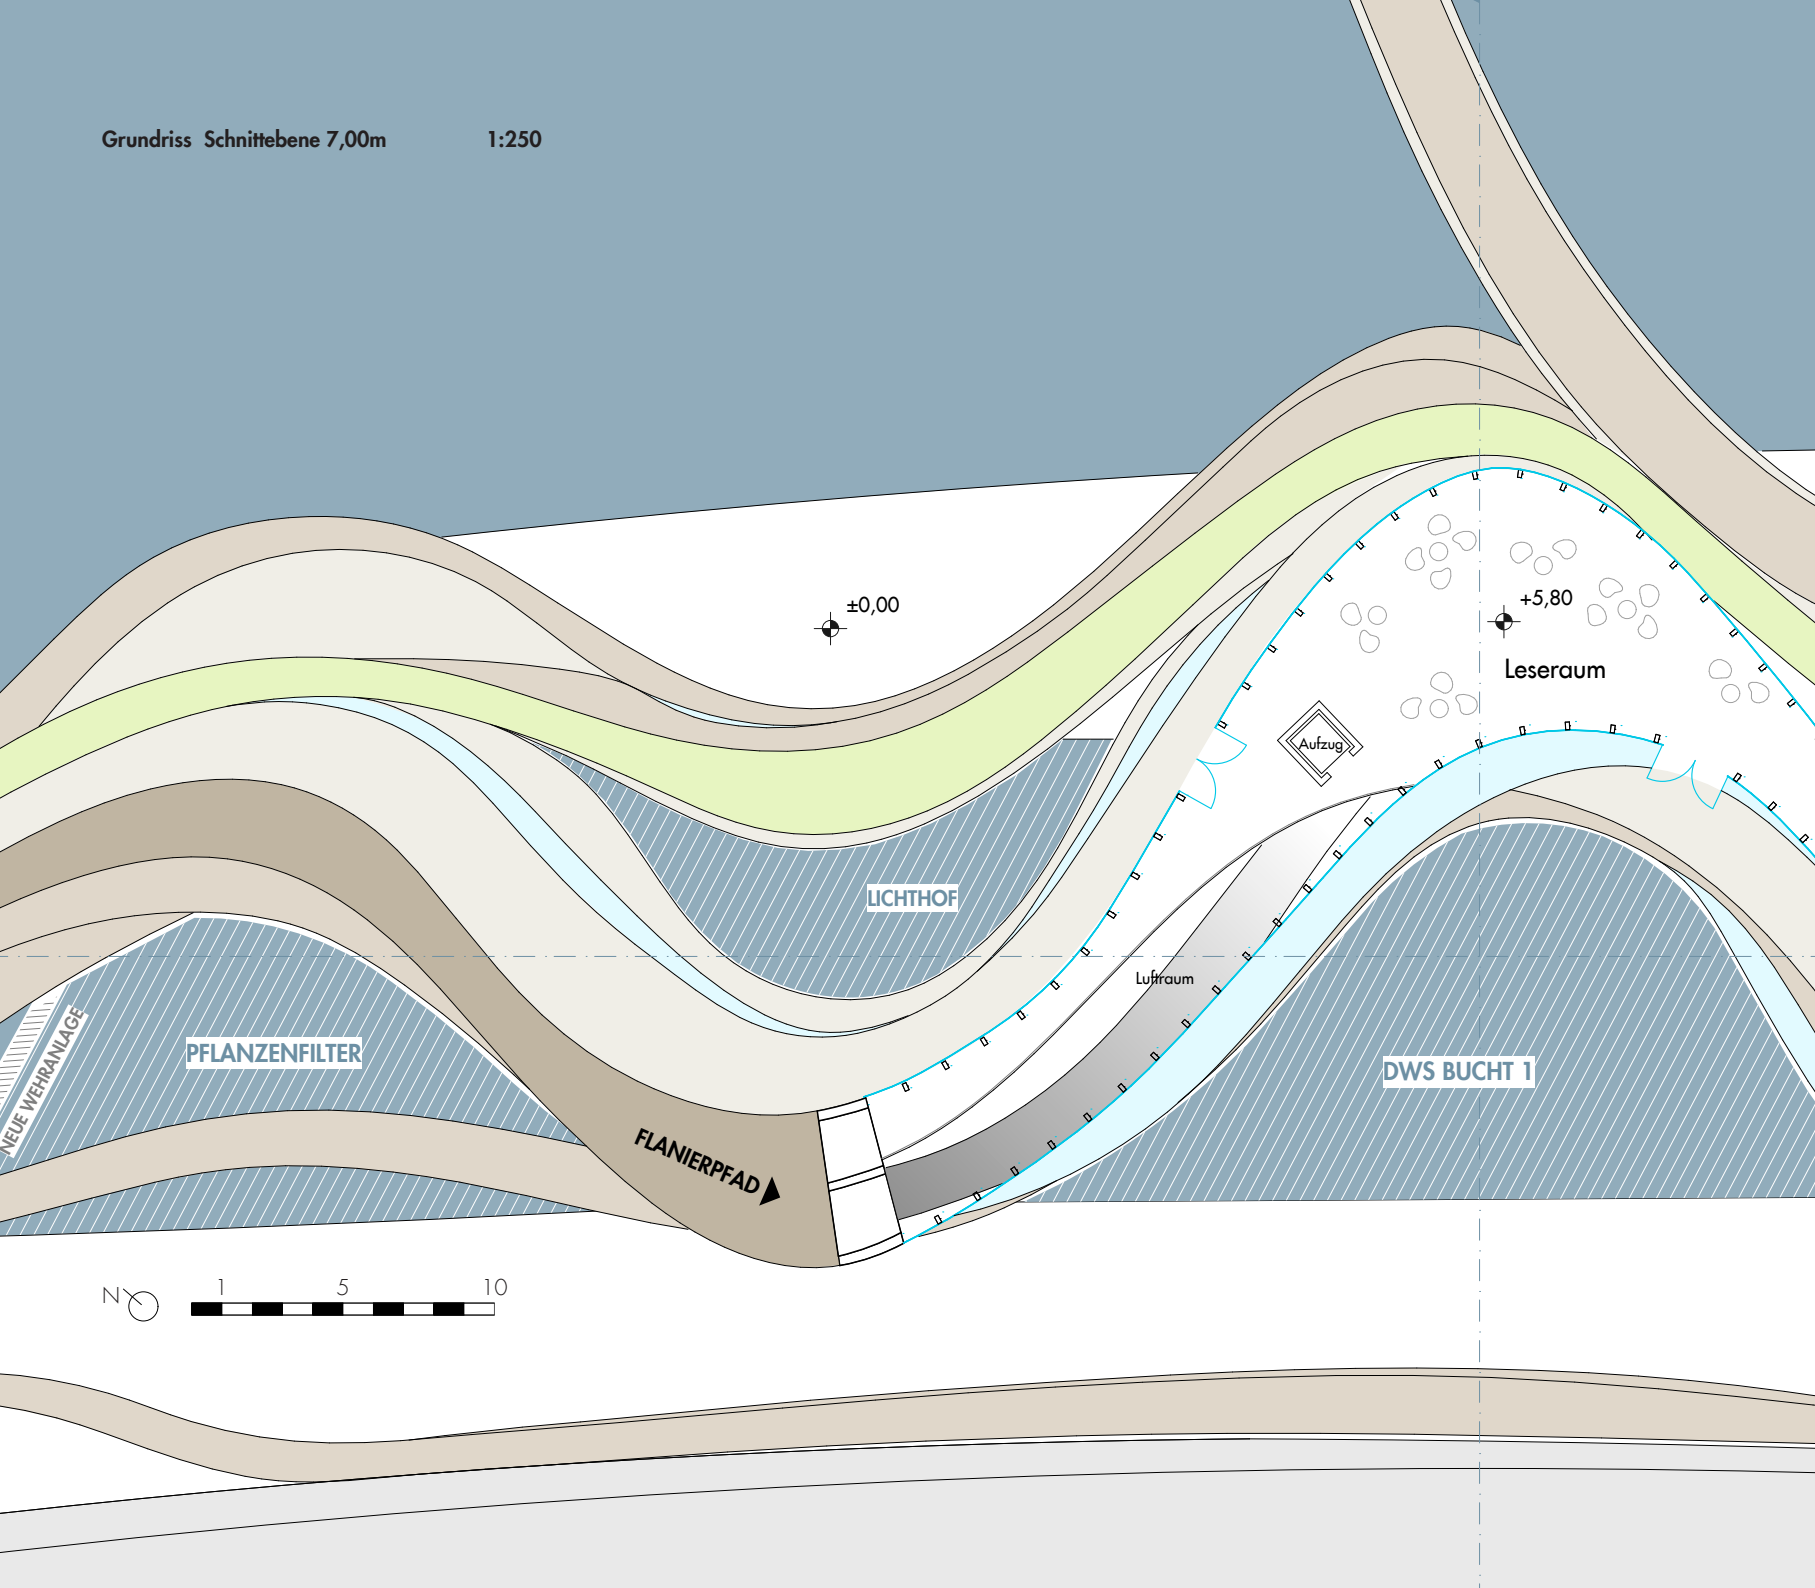 Grundriss Schnittebene 7,00m 1:250
±0,00
+5,80
Leseraum
Aufzug
LICHTHOF
Luftraum
PFLANZENFILTER
NEUE WEHRANLAGE
DWS BUCHT 1
FLANIERPFAD
N 1 5 10